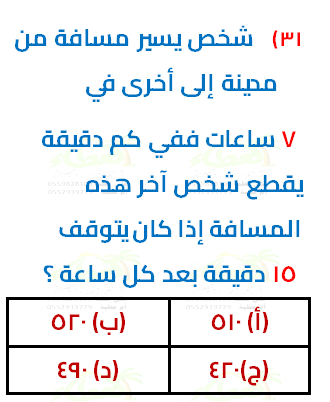 ٣١) شخص يسير مسافة من
مدينة إلى أخرى في
٧ ساعات ففي كم دقيقة
يقطع شخص آخر هذه
المسافة إذا كان يتوقف
١٥ دقيقة بعد كل ساعة ؟
(أ) ٥١٠ (ب) ٥٢٠
(ج) ٤٢٠ (د) ٤٩٠